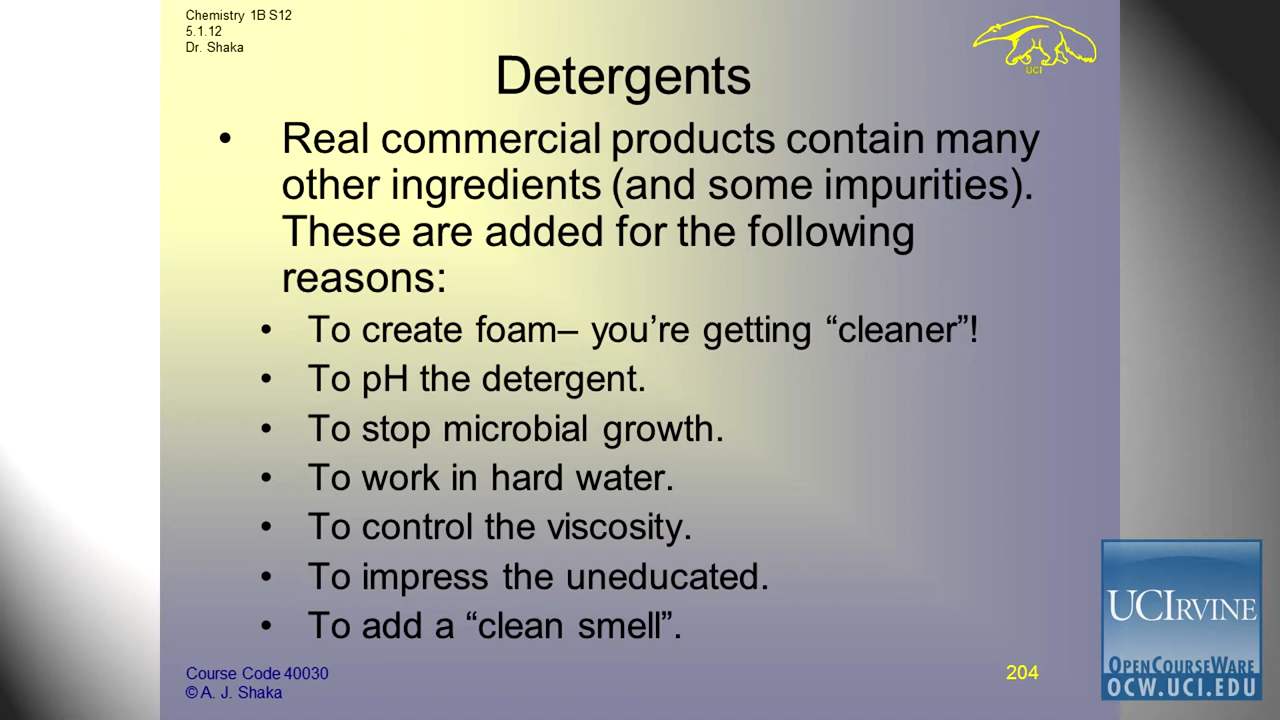 Chemistry 1B S12
5.1.12
Dr. Shaka
UCI
Detergents
• Real commercial products contain many
other ingredients (and some impurities).
These are added for the following
reasons:
• To create foam– you’re getting “cleaner”!
• To pH the detergent.
• To stop microbial growth.
• To work in hard water.
• To control the viscosity.
• To impress the uneducated.
• To add a “clean smell”.
Course Code 40030
© A. J. Shaka
204
UCIRVINE
OPENCOURSEWARE
OCW.UCI.EDU